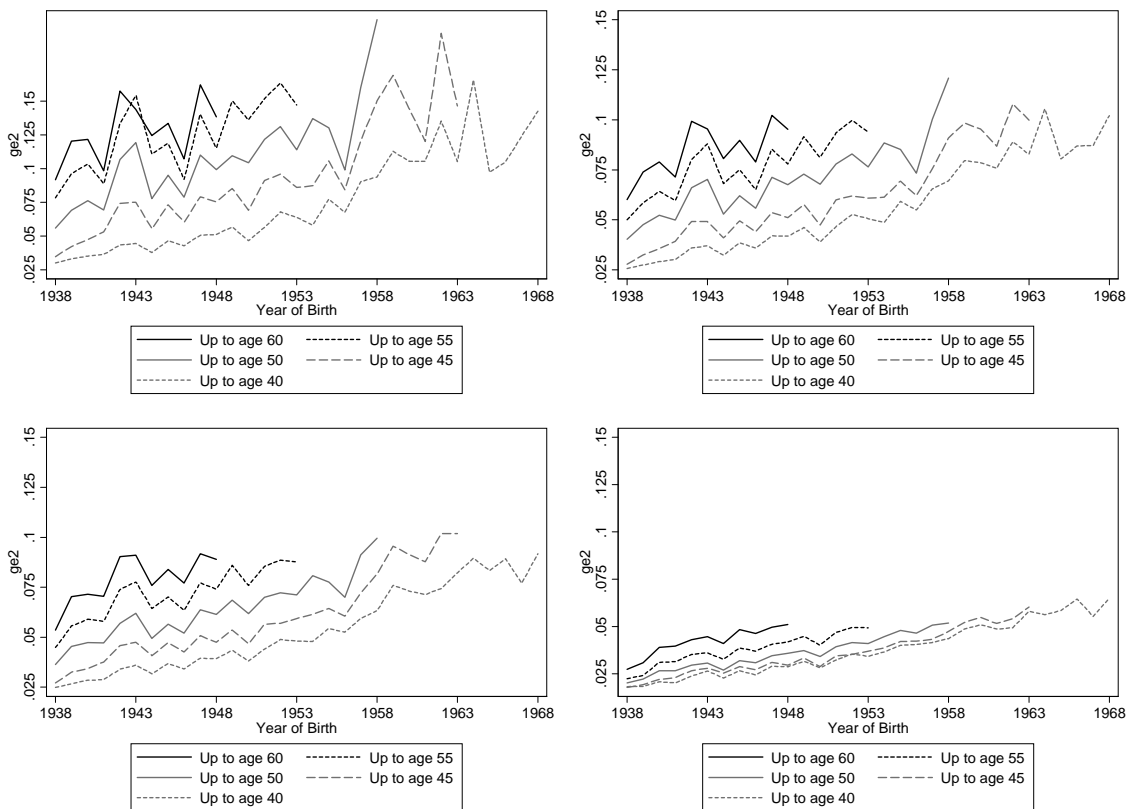 ge2
.025 .05 .075 .1 .125 .15
1938 1943 1948 1953 1958 1963 1968
Year of Birth
Up to age 60 Up to age 55
Up to age 50 Up to age 45
Up to age 40
ge2
.025 .05 .075 .1 .125 .15
1938 1943 1948 1953 1958 1963 1968
Year of Birth
Up to age 60 Up to age 55
Up to age 50 Up to age 45
Up to age 40
ge2
.025 .05 .075 .1 .125 .15
1938 1943 1948 1953 1958 1963 1968
Year of Birth
Up to age 60 Up to age 55
Up to age 50 Up to age 45
Up to age 40
ge2
.025 .05 .075 .1 .125 .15
1938 1943 1948 1953 1958 1963 1968
Year of Birth
Up to age 60 Up to age 55
Up to age 50 Up to age 45
Up to age 40